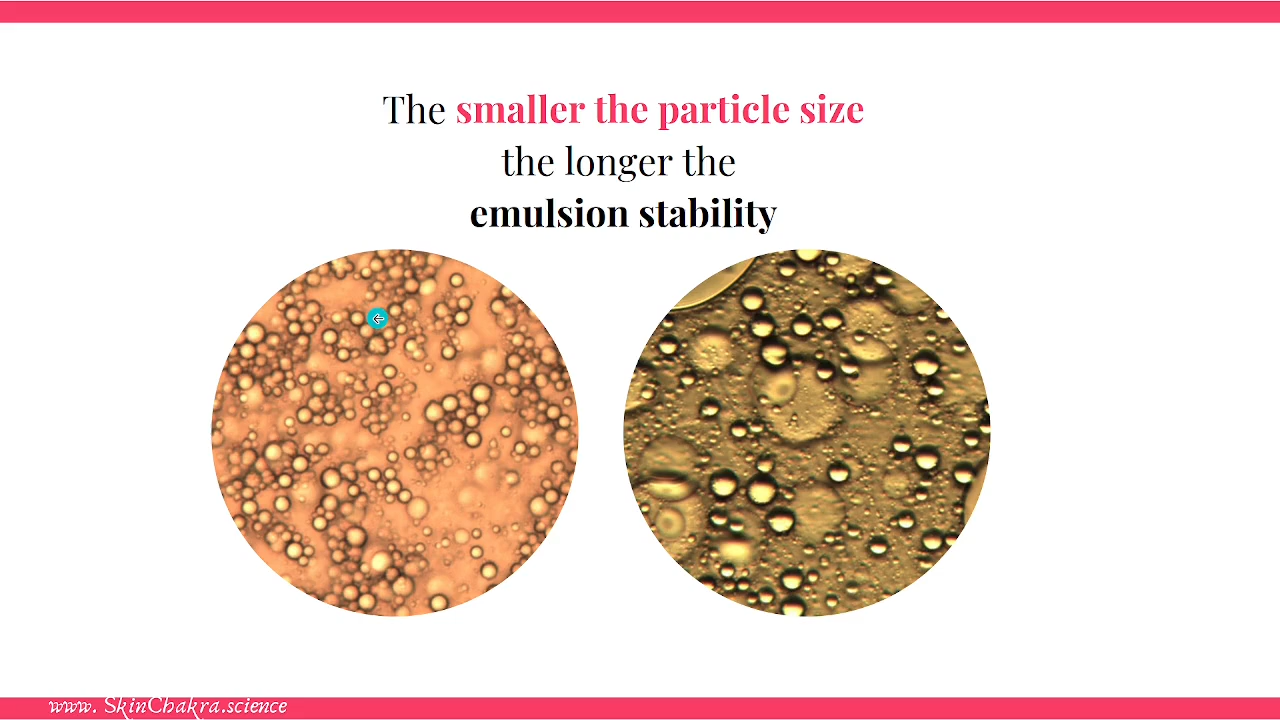 The smaller the particle size
the longer the
emulsion stability
www. SkinChakra.science